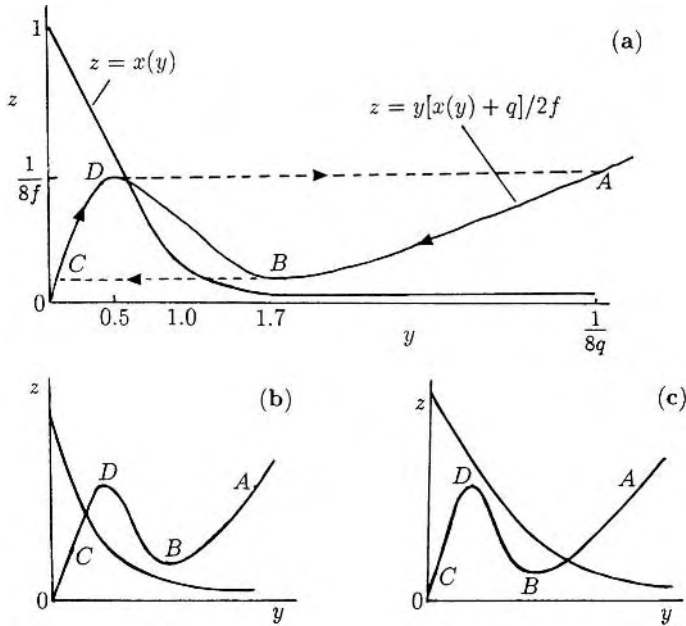 1
(a)
z = x(y)
z = y[x(y) + q]/2f
z
D
1/8f
A
C
B
0
0.5
1.0
1.7
1/8q
y
z
(b)
D
A
C
B
0
y
z
(c)
D
A
C
B
0
y